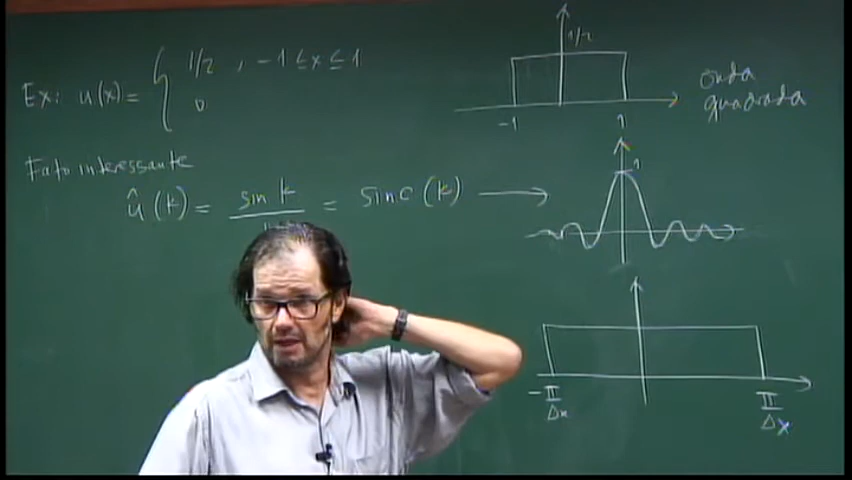 Ex: u(x) = { 1/2 , -1 ≤ x ≤ 1
0
1/2
-1 1
onda
quadrada
Fato interessante
û(k) = sin k / = sinc(k) →
1
-π/Δx π/Δx